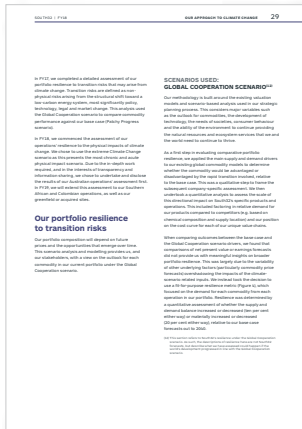 SOUTH32 | FY18
OUR APPROACH TO CLIMATE CHANGE 29
In FY17, we completed a detailed assessment of our
portfolio resilience to transition risks that may arise from
climate change. Transition risks are defined as non-
physical risks arising from the structural shift toward a
low carbon energy system, most significantly policy,
technology, legal and market change. This analysis used
the Global Cooperation scenario to compare commodity
performance against our base case (Patchy Progress
scenario).
In FY18, we commenced the assessment of our
operations' resilience to the physical impacts of climate
change. We chose to use the Extreme Climate Change
scenario as this presents the most chronic and acute
physical impact scenario. Due to the in-depth work
required, and in the interests of transparency and
information sharing, we chose to undertake and disclose
the results of our Australian operations' assessment first.
In FY19, we will extend this assessment to our Southern
African and Colombian operations, as well as our
greenfield or acquired sites.
Our portfolio resilience
to transition risks
Our portfolio composition will depend on future
prices and the opportunities that emerge over time.
This scenario analysis and modelling provides us, and
our stakeholders, with a view on the outlook for each
commodity in our current portfolio under the Global
Cooperation scenario.
SCENARIOS USED:
GLOBAL COOPERATION SCENARIO
Our methodology is built around the existing valuation
models and scenario-based analysis used in our strategic
planning process. This considers major variables such
as the outlook for commodities, the development of
technology, the needs of societies, consumer behaviour
and the ability of the environment to continue providing
the natural resources and ecosystem services that we and
the world need to continue to thrive.
As a first step in evaluating comparative portfolio
resilience, we applied the main supply and demand drivers
in our existing global commodity models to determine
whether the commodity would be advantaged or
disadvantaged by the rapid transition modeled, relative
to the base case. This was a qualitative step to frame the
subsequent company-specific assessment. We then
undertook a quantitative analysis to assess the scale of
this directional impact on South32's specific products and
operations. This included factoring in relative demand for
our products compared to competitors (e.g. based on
chemical composition and supply location) and our position
on the cost curve for each of our unique value chains.
When comparing outcomes between the base case and
the Global Cooperation scenario drivers, we found that
comparisons of net present value or earnings forecasts
did not provide us with meaningful insights on broader
portfolio resilience. This was largely due to the variability
of other underlying factors (particularly commodity price
forecasts) overshadowing the impacts of the climate
scenario related inputs. We instead took the decision to
use a fit-for-purpose resilience metric (Figure 6), which
focused on the demand for each commodity from each
operation in our portfolio. Resilience was determined by
a quantitative assessment of whether the supply and
demand balance increased or decreased (ten per cent
either way) or materially increased or decreased
(20 per cent either way), relative to our base case
forecasts out to 2040.